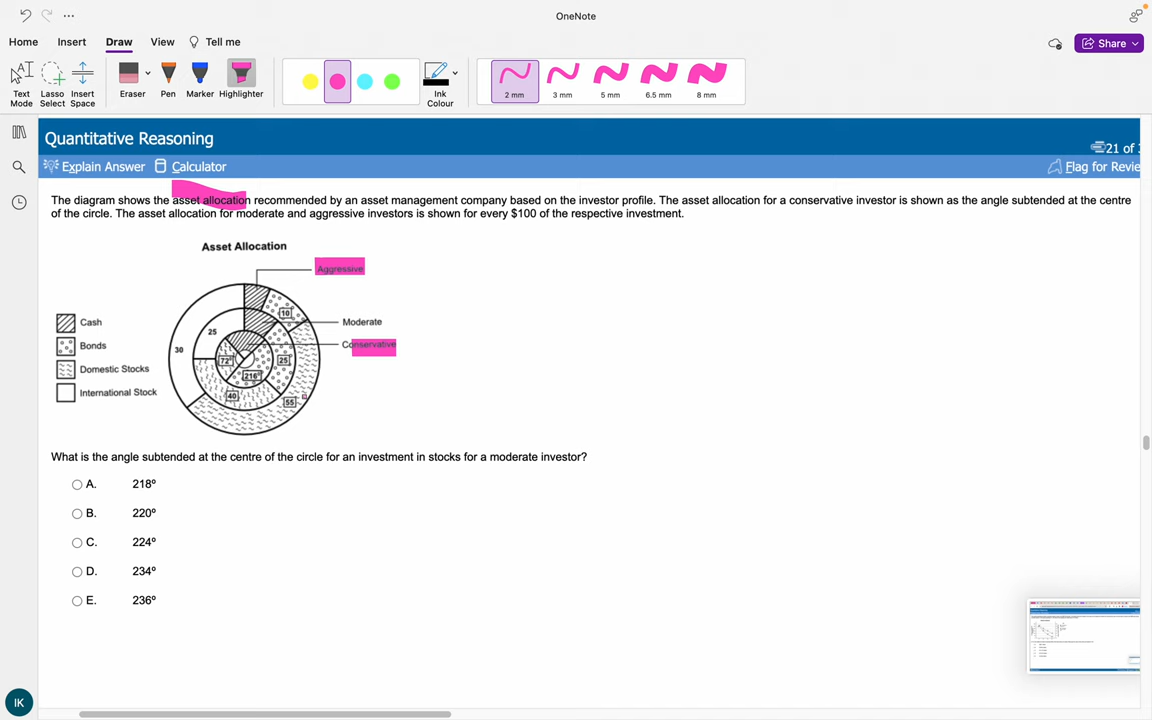 OneNote
Home Insert Draw View Tell me
Share
Text Mode
Lasso Select
Insert Space
Eraser
Pen
Marker
Highlighter
Ink Colour
2 mm
3 mm
5 mm
6.5 mm
8 mm
Quantitative Reasoning
21 of
Explain Answer Calculator
Flag for Revie
The diagram shows the asset allocation recommended by an asset management company based on the investor profile. The asset allocation for a conservative investor is shown as the angle subtended at the centre
of the circle. The asset allocation for moderate and aggressive investors is shown for every $100 of the respective investment.
Asset Allocation
Aggressive
Moderate
Conservative
Cash
Bonds
Domestic Stocks
International Stock
10
25
30
72°
25
216°
40
55
What is the angle subtended at the centre of the circle for an investment in stocks for a moderate investor?
A. 218º
B. 220º
C. 224º
D. 234º
E. 236º
IK